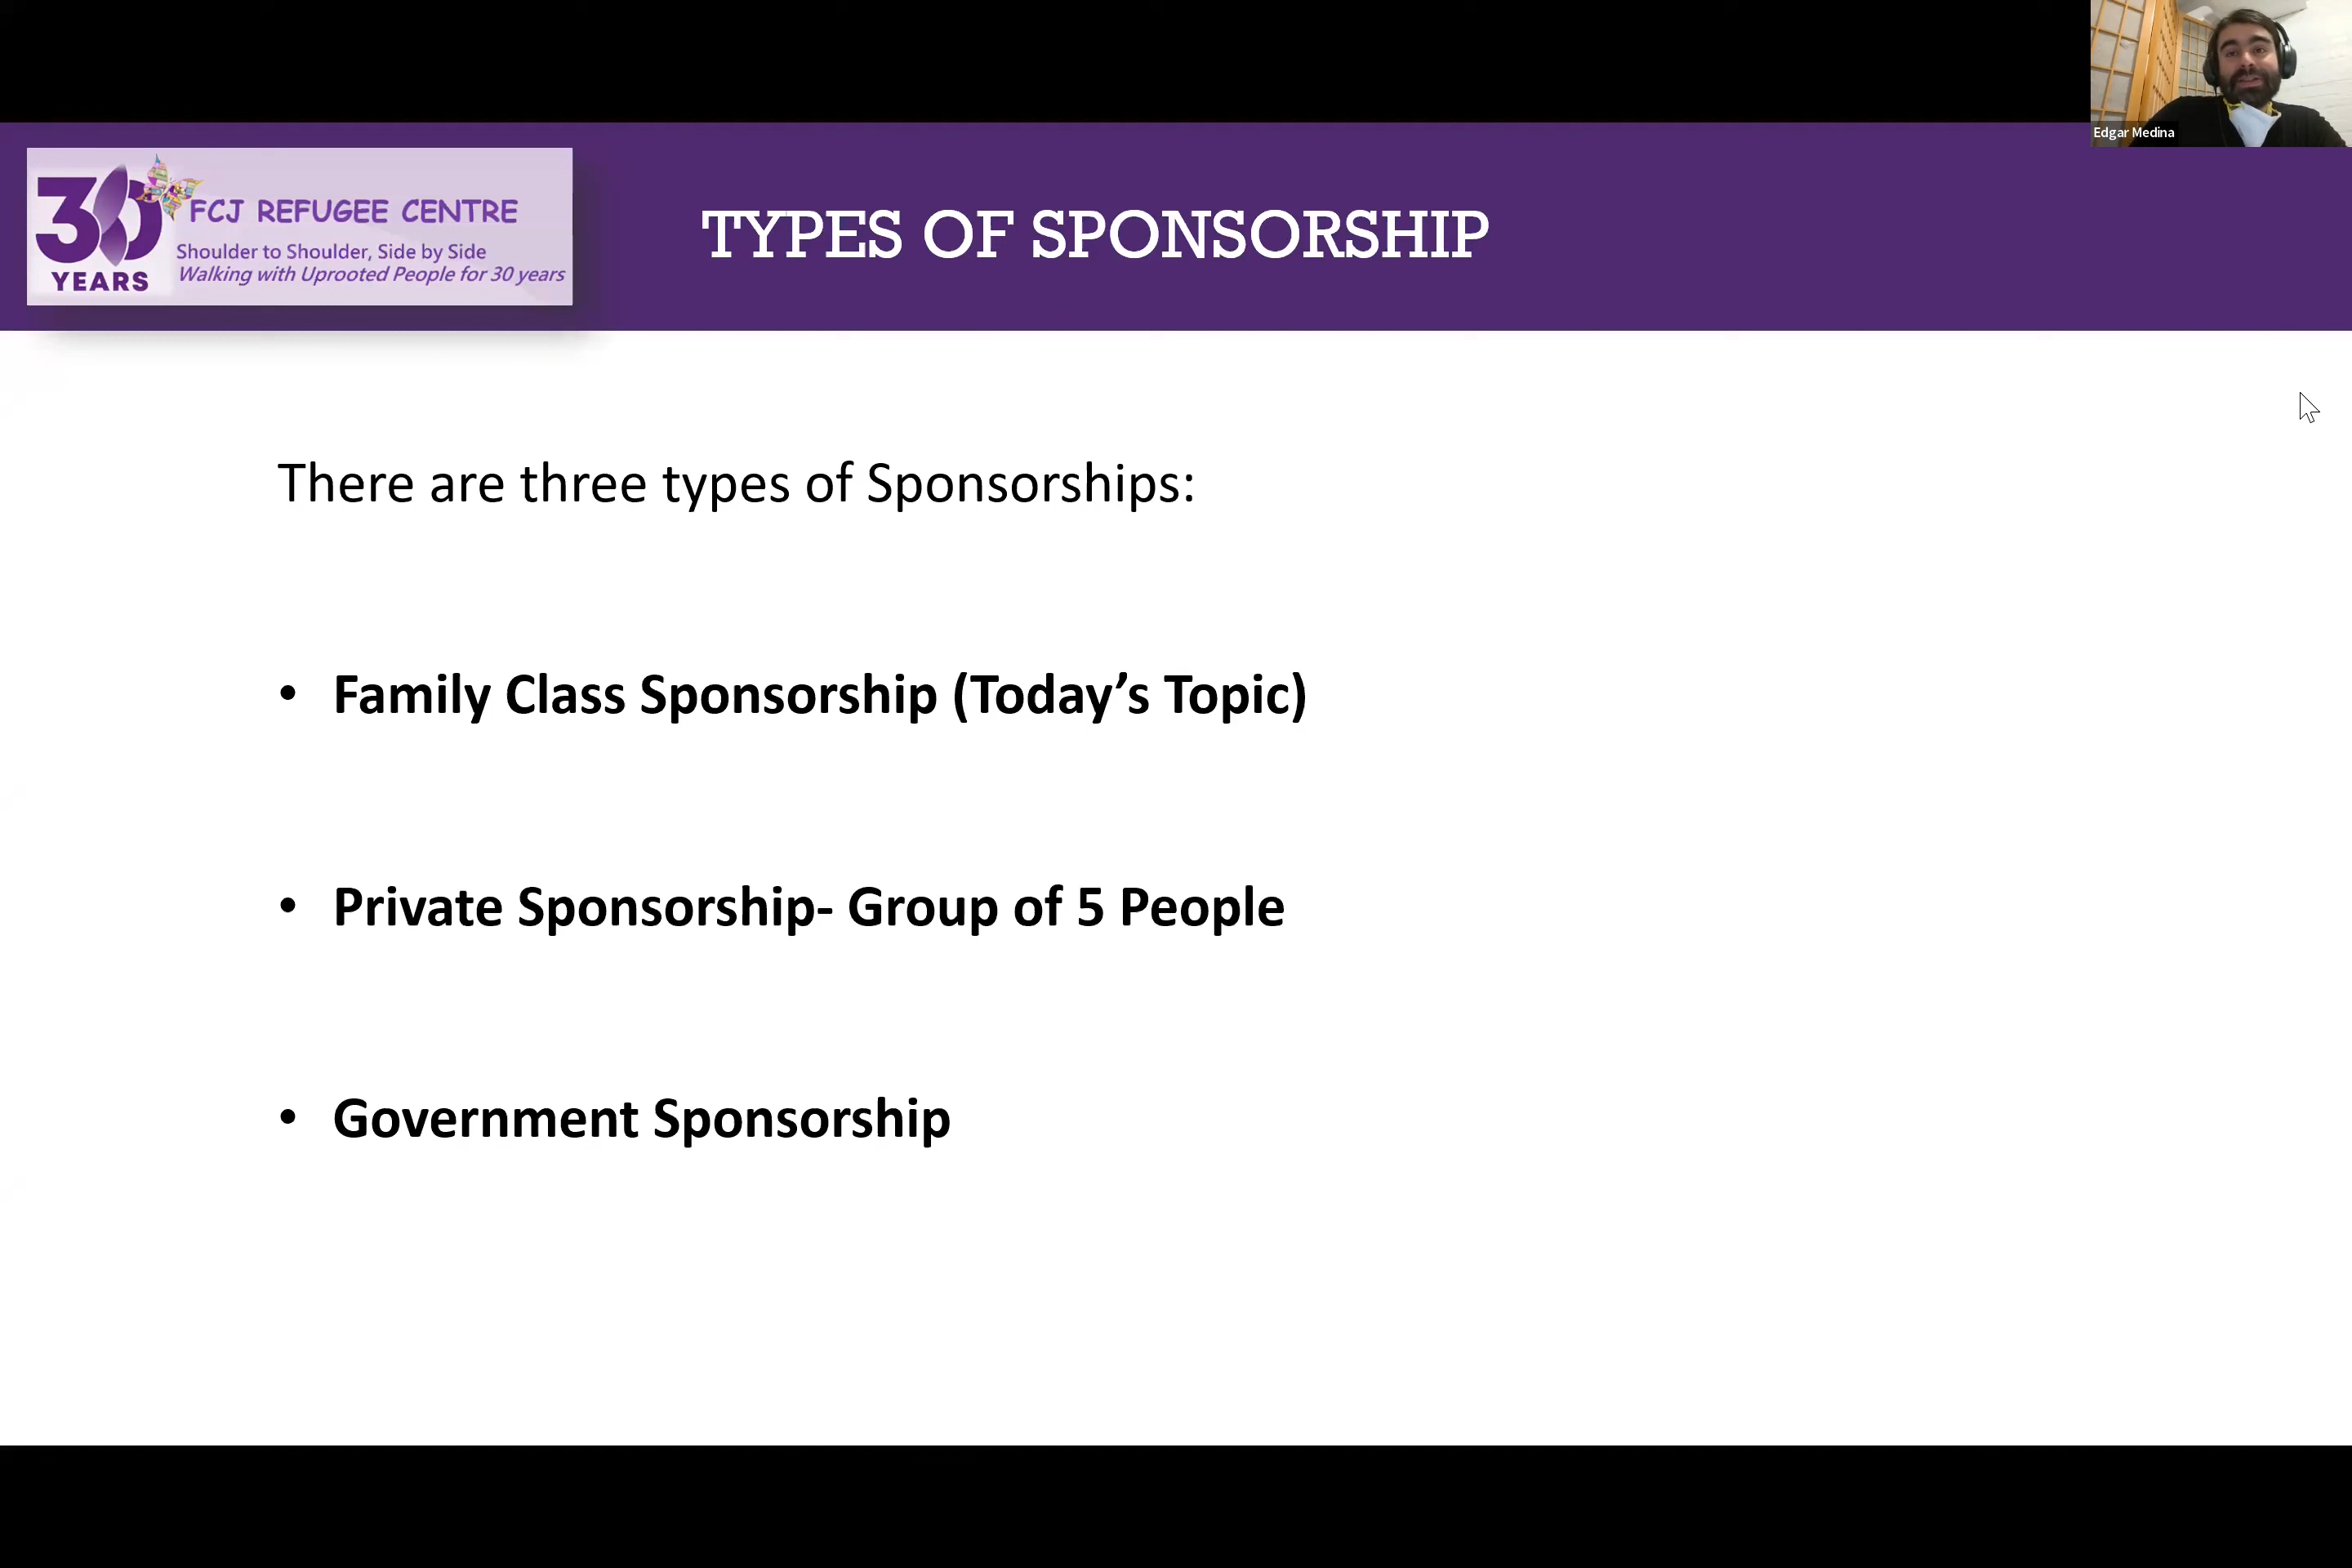 Edgar Medina
30 YEARS
FCJ REFUGEE CENTRE
Shoulder to Shoulder, Side by Side
Walking with Uprooted People for 30 years
TYPES OF SPONSORSHIP
There are three types of Sponsorships:
• Family Class Sponsorship (Today’s Topic)
• Private Sponsorship- Group of 5 People
• Government Sponsorship